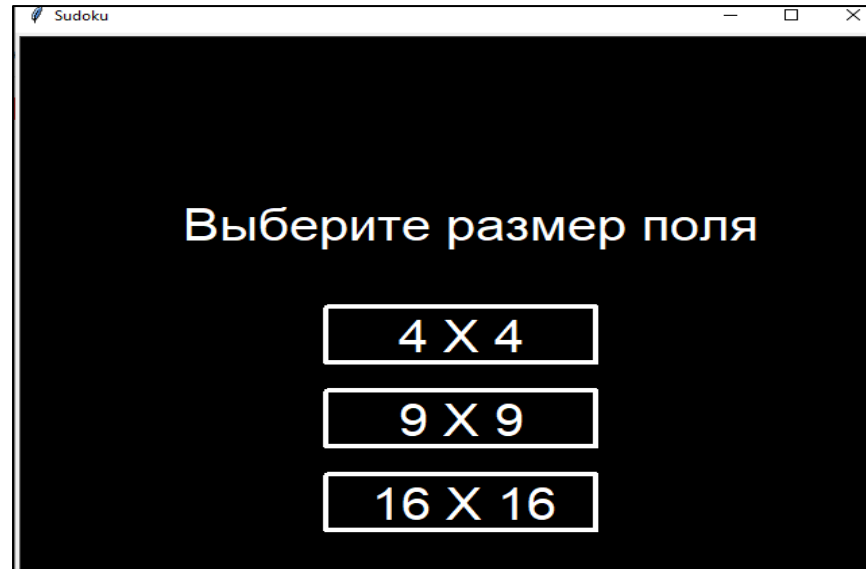 Sudoku
Выберите размер поля
4 X 4
9 X 9
16 X 16